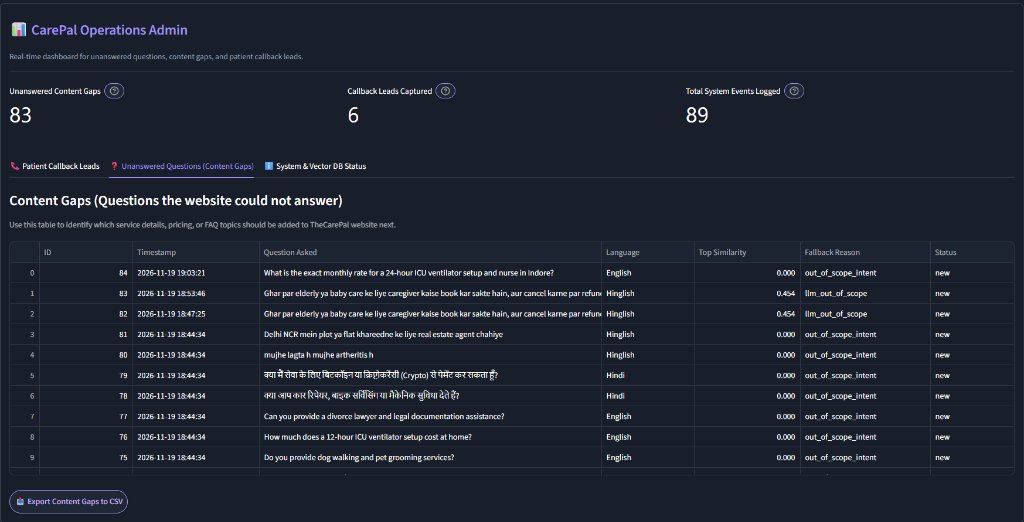 CarePal Operations Admin
Real-time dashboard for unanswered questions, content gaps, and patient callback leads.
Unanswered Content Gaps
Callback Leads Captured
Total System Events Logged
83
6
89
Patient Callback Leads
Unanswered Questions (Content Gaps)
System & Vector DB Status
Content Gaps (Questions the website could not answer)
Use this table to identify which service details, pricing, or FAQ topics should be added to TheCarePal website next.
ID Timestamp Question Asked Language Top Similarity Fallback Reason Status
0 84 2026-11-19 19:03:21 What is the exact monthly rate for a 24-hour ICU ventilator setup and nurse in Indore? English 0.000 out_of_scope_intent new
1 83 2026-11-19 18:53:46 Ghar par elderly ya baby care ke liye caregiver kaise book kar sakte hain, aur cancel karne par refun Hinglish 0.454 llm_out_of_scope new
2 82 2026-11-19 18:47:25 Ghar par elderly ya baby care ke liye caregiver kaise book kar sakte hain, aur cancel karne par refun Hinglish 0.454 llm_out_of_scope new
3 81 2026-11-19 18:44:34 Delhi NCR mein plot ya flat khareedne ke liye real estate agent chahiye Hinglish 0.000 out_of_scope_intent new
4 80 2026-11-19 18:44:34 mujhe lagta h mujhe artheritis h Hinglish 0.000 out_of_scope_intent new
5 79 2026-11-19 18:44:34 क्या मैं सेवा के लिए बिटकॉइन या क्रिप्टोकरेंसी (Crypto) से पेमेंट कर सकता हूँ? Hindi 0.000 out_of_scope_intent new
6 78 2026-11-19 18:44:34 क्या आप कार रिपेयर, बाइक सर्विसिंग या मैकेनिक सुविधा देते हैं? Hindi 0.000 out_of_scope_intent new
7 77 2026-11-19 18:44:34 Can you provide a divorce lawyer and legal documentation assistance? English 0.000 out_of_scope_intent new
8 76 2026-11-19 18:44:34 How much does a 12-hour ICU ventilator setup cost at home? English 0.000 out_of_scope_intent new
9 75 2026-11-19 18:44:34 Do you provide dog walking and pet grooming services? English 0.000 out_of_scope_intent new
Export Content Gaps to CSV